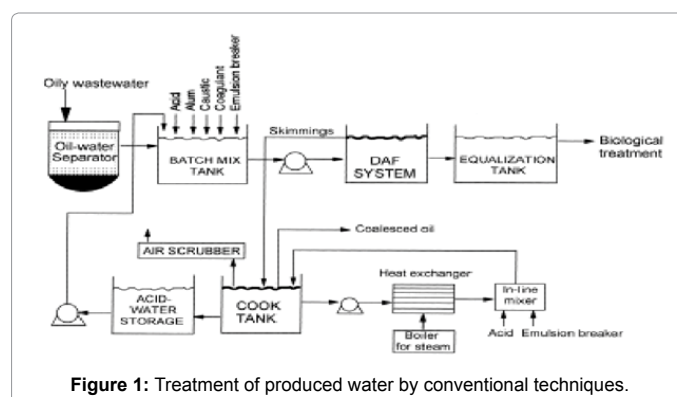 Oily wastewater
Acid
Alum
Caustic
Coagulant
Emulsion breaker
Oil-water
Separator
BATCH MIX
TANK
Skimmings
DAF
SYSTEM
EQUALIZATION
TANK
Biological
treatment
AIR SCRUBBER
Coalesced oil
ACID-
WATER
STORAGE
COOK
TANK.
Heat exchanger
Boiler
for steam
In-line
mixer
Acid Emulsion breaker
Figure 1: Treatment of produced water by conventional techniques.